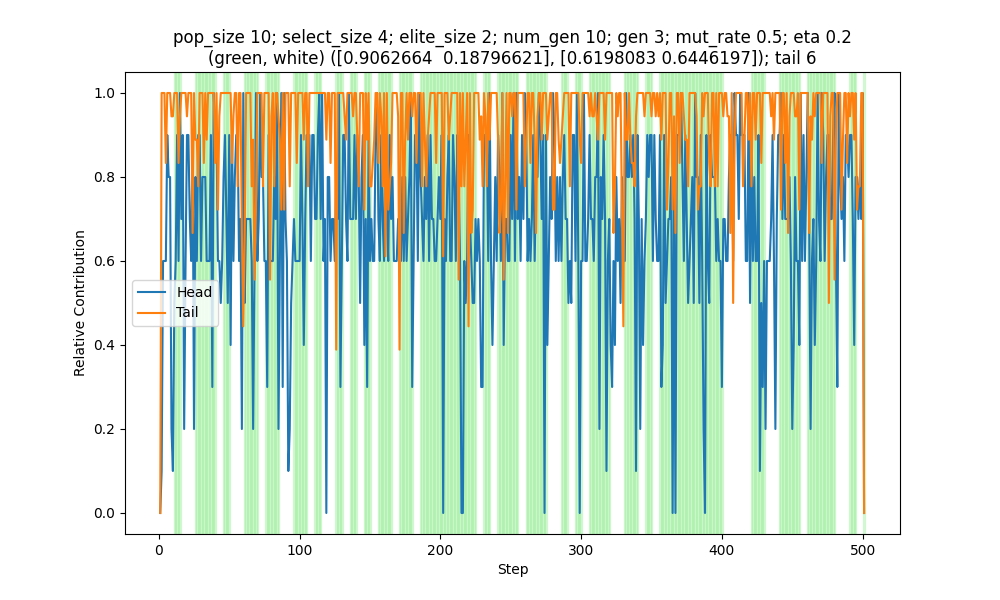 pop_size 10; select_size 4; elite_size 2; num_gen 10; gen 3; mut_rate 0.5; eta 0.2
(green, white) ([0.9062664  0.18796621], [0.6198083 0.6446197]); tail 6
1.0
0.8
0.6
0.4
0.2
0.0
Relative Contribution
Head
Tail
0 100 200 300 400 500
Step